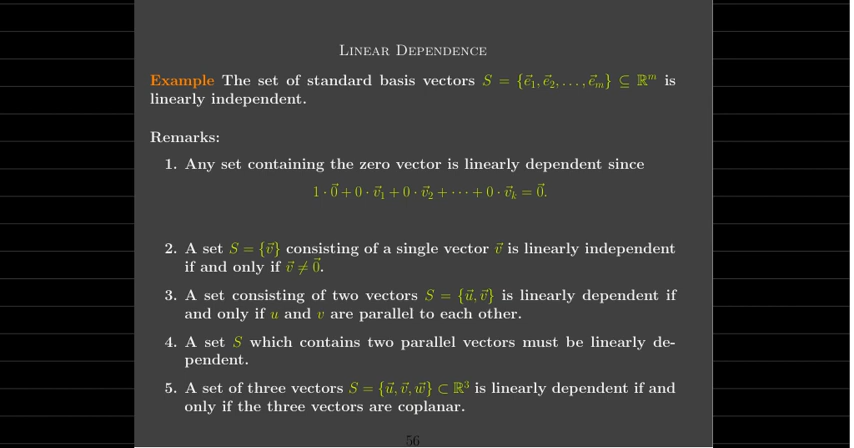 LINEAR DEPENDENCE
Example The set of standard basis vectors S = {e⃗₁, e⃗₂, . . . , e⃗ₘ} ⊆ ℝᵐ is
linearly independent.
Remarks:
1. Any set containing the zero vector is linearly dependent since
1 · 0⃗ + 0 · v⃗₁ + 0 · v⃗₂ + · · · + 0 · v⃗ₖ = 0⃗.
2. A set S = {v⃗} consisting of a single vector v⃗ is linearly independent
if and only if v⃗ ≠ 0⃗.
3. A set consisting of two vectors S = {u⃗, v⃗} is linearly dependent if
and only if u and v are parallel to each other.
4. A set S which contains two parallel vectors must be linearly de-
pendent.
5. A set of three vectors S = {u⃗, v⃗, w⃗} ⊂ ℝ³ is linearly dependent if and
only if the three vectors are coplanar.
56